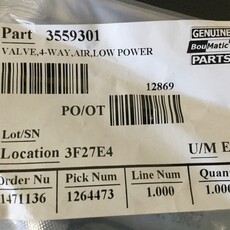 Part 3559301
GENUINE
BouMatic
PARTS
VALVE,4-WAY,AIR,LOW POWER
12869
PO/OT
Lot/SN
Location 3F27E4
U/M E
Order Nu Pick Num Line Num Quan
1471136 1264473 1.000 1.000